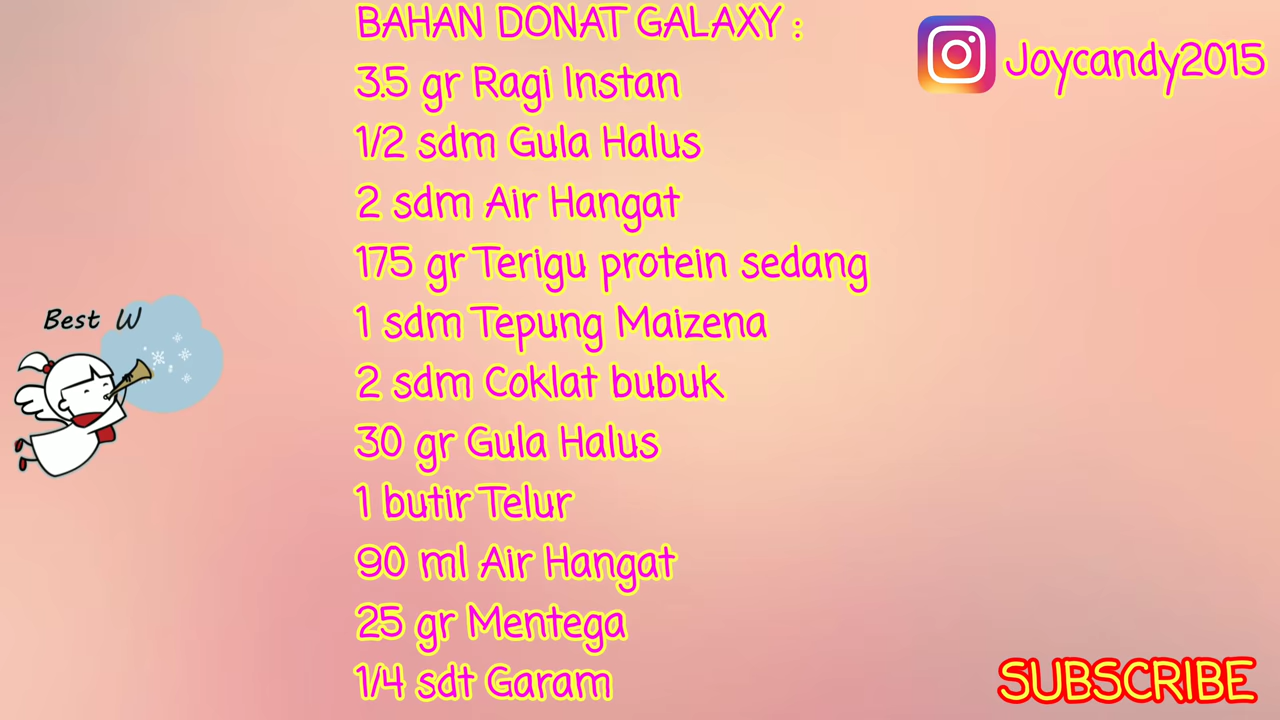 BAHAN DONAT GALAXY :
3.5 gr Ragi Instan
1/2 sdm Gula Halus
2 sdm Air Hangat
175 gr Terigu protein sedang
1 sdm Tepung Maizena
2 sdm Coklat bubuk
30 gr Gula Halus
1 butir Telur
90 ml Air Hangat
25 gr Mentega
1/4 sdt Garam
Joycandy2015
Best W
SUBSCRIBE